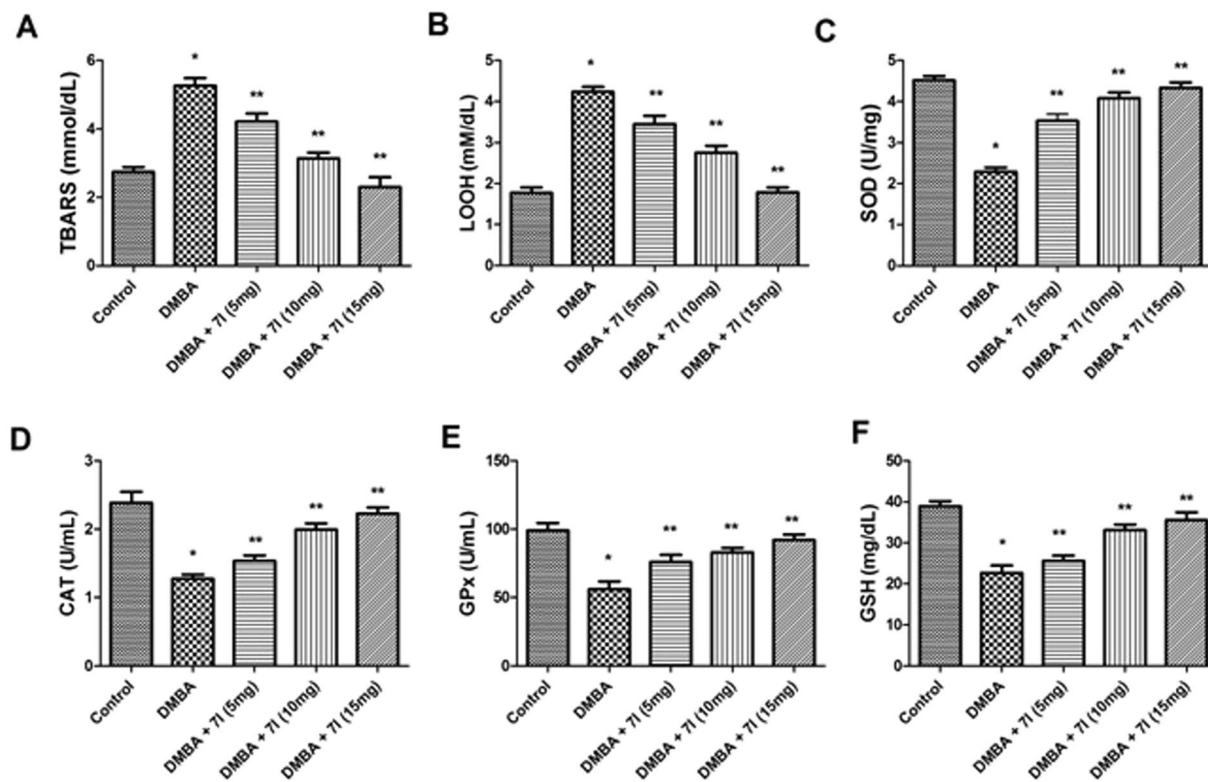 A
TBARS (mmol/dL)
6
4
2
0
*
**
**
**
Control
DMBA
DMBA + 7l (5mg)
DMBA + 7l (10mg)
DMBA + 7l (15mg)
B
LOOH (mM/dL)
5
4
3
2
1
0
*
**
**
**
Control
DMBA
DMBA + 7l (5mg)
DMBA + 7l (10mg)
DMBA + 7l (15mg)
C
SOD (U/mg)
5
4
3
2
1
0
*
**
**
**
Control
DMBA
DMBA + 7l (5mg)
DMBA + 7l (10mg)
DMBA + 7l (15mg)
D
CAT (U/mL)
3
2
1
0
*
**
**
**
Control
DMBA
DMBA + 7l (5mg)
DMBA + 7l (10mg)
DMBA + 7l (15mg)
E
GPx (U/mL)
150
100
50
0
*
**
**
**
Control
DMBA
DMBA + 7l (5mg)
DMBA + 7l (10mg)
DMBA + 7l (15mg)
F
GSH (mg/dL)
50
40
30
20
10
0
*
**
**
**
Control
DMBA
DMBA + 7l (5mg)
DMBA + 7l (10mg)
DMBA + 7l (15mg)